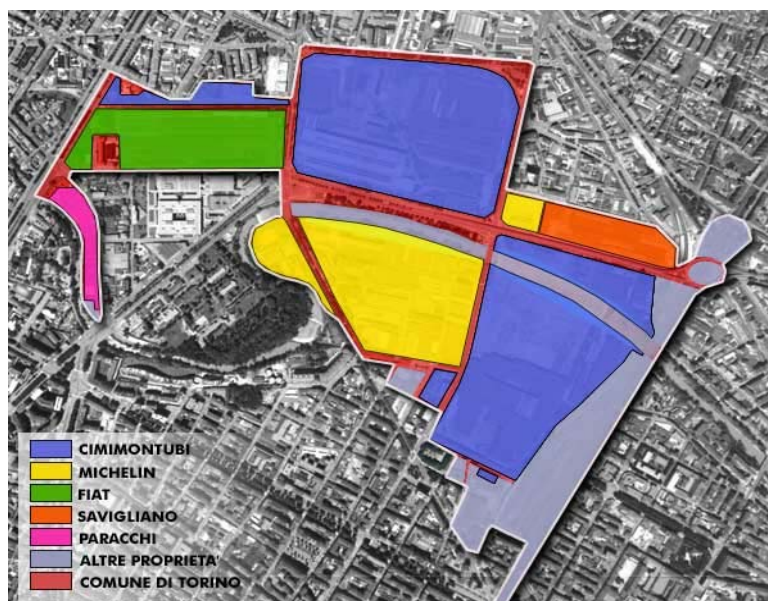 CIMIMONTUBI
MICHELIN
FIAT
SAVIGLIANO
PARACCHI
ALTRE PROPRIETA'
COMUNE DI TORINO